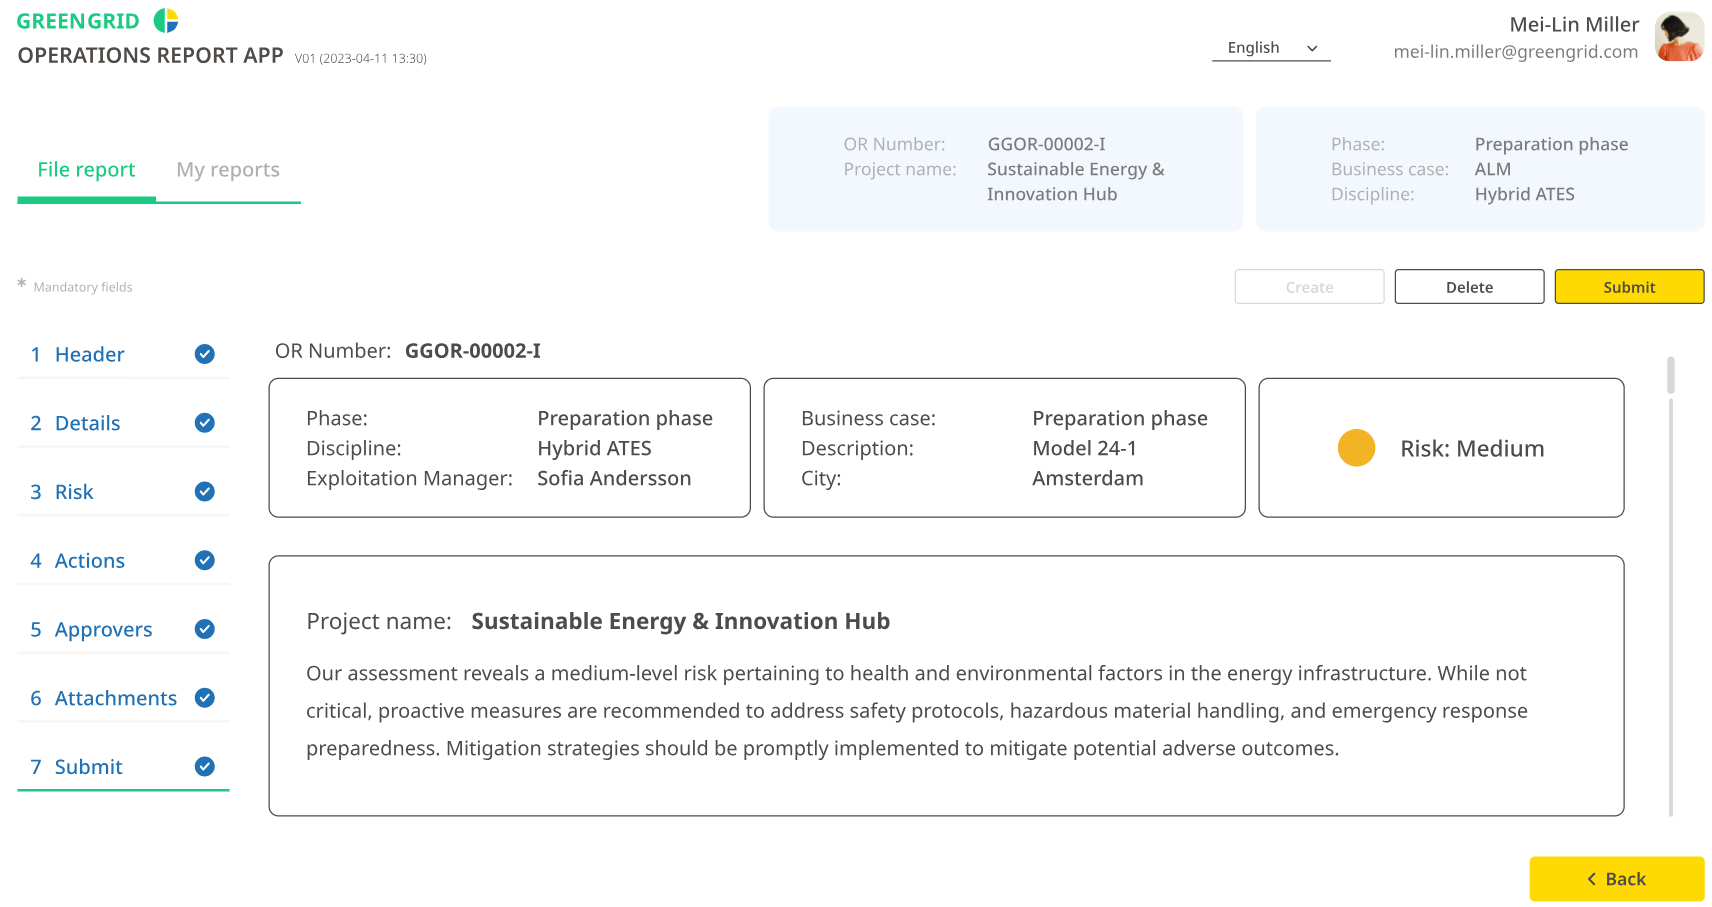 GREENGRID
OPERATIONS REPORT APP V01 (2023-04-11 13:30)
English
Mei-Lin Miller
mei-lin.miller@greengrid.com
File report
My reports
OR Number: GGOR-00002-I
Project name: Sustainable Energy &
Innovation Hub
Phase: Preparation phase
Business case: ALM
Discipline: Hybrid ATES
* Mandatory fields
Create
Delete
Submit
1 Header
2 Details
3 Risk
4 Actions
5 Approvers
6 Attachments
7 Submit
OR Number: GGOR-00002-I
Phase: Preparation phase
Discipline: Hybrid ATES
Exploitation Manager: Sofia Andersson
Business case: Preparation phase
Description: Model 24-1
City: Amsterdam
Risk: Medium
Project name: Sustainable Energy & Innovation Hub
Our assessment reveals a medium-level risk pertaining to health and environmental factors in the energy infrastructure. While not
critical, proactive measures are recommended to address safety protocols, hazardous material handling, and emergency response
preparedness. Mitigation strategies should be promptly implemented to mitigate potential adverse outcomes.
Back